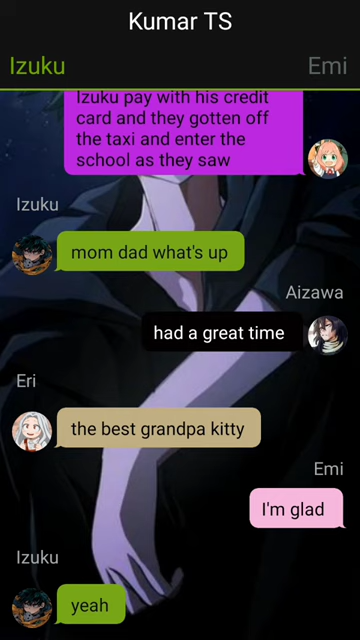 Kumar TS
Izuku
Emi
Izuku pay with his credit
card and they gotten off
the taxi and enter the
school as they saw
Izuku
mom dad what's up
Aizawa
had a great time
Eri
the best grandpa kitty
Emi
I'm glad
Izuku
yeah